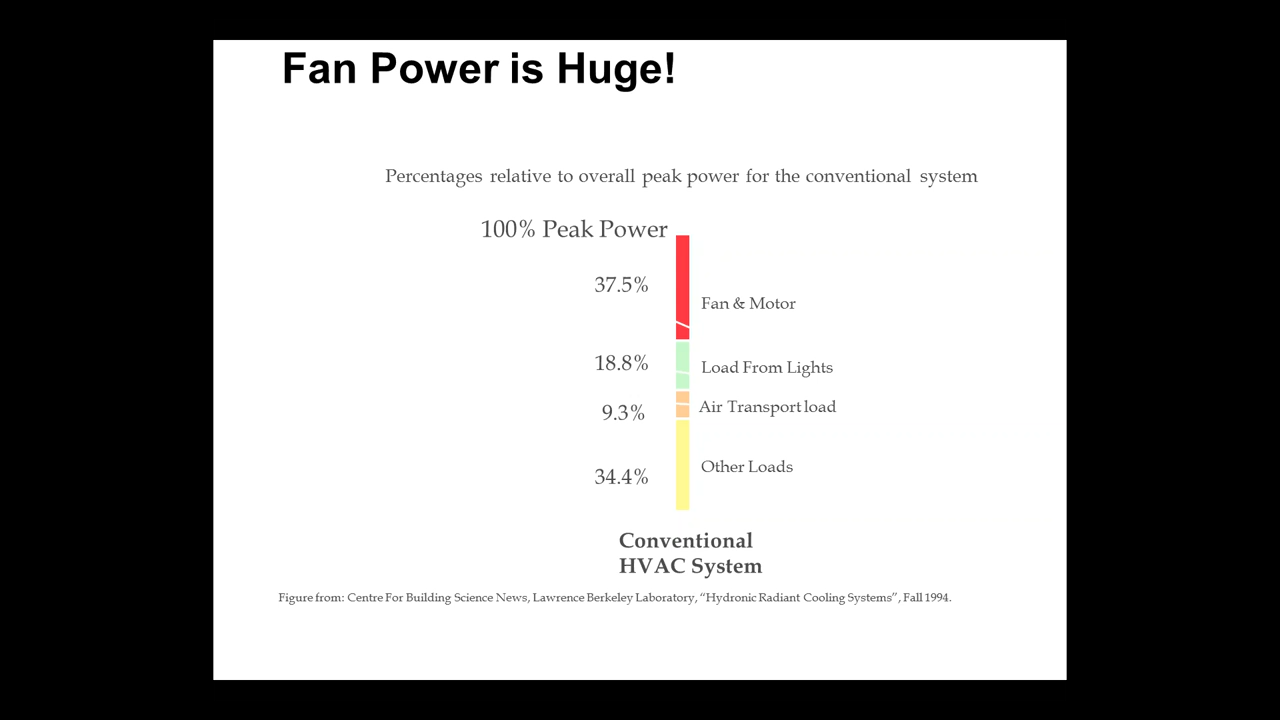 Fan Power is Huge!
Percentages relative to overall peak power for the conventional system
100% Peak Power
37.5%
Fan & Motor
18.8%
Load From Lights
9.3%
Air Transport load
34.4%
Other Loads
Conventional
HVAC System
Figure from: Centre For Building Science News, Lawrence Berkeley Laboratory, “Hydronic Radiant Cooling Systems”, Fall 1994.